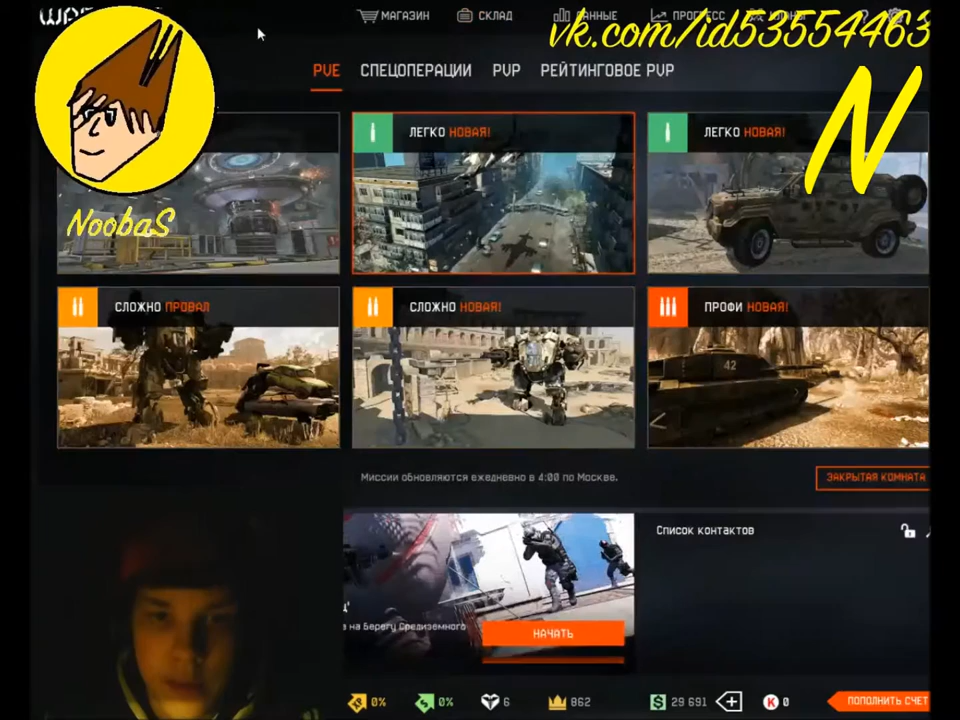 МАГАЗИН СКЛАД ДАННЫЕ ПРОГРЕСС
vk.com/id53554463
PVE СПЕЦОПЕРАЦИИ PVP РЕЙТИНГОВОЕ PVP
N
ЛЕГКО НОВАЯ!
ЛЕГКО НОВАЯ!
NoobaS
СЛОЖНО ПРОВАЛ
СЛОЖНО НОВАЯ!
ПРОФИ НОВАЯ!
42
Миссии обновляются ежедневно в 4:00 по Москве.
ЗАКРЫТАЯ КОМНАТА
Список контактов
на Берегу Средиземного
НАЧАТЬ
0% 0% 6 862 29 691 K 0
ПОПОЛНИТЬ СЧЕТ